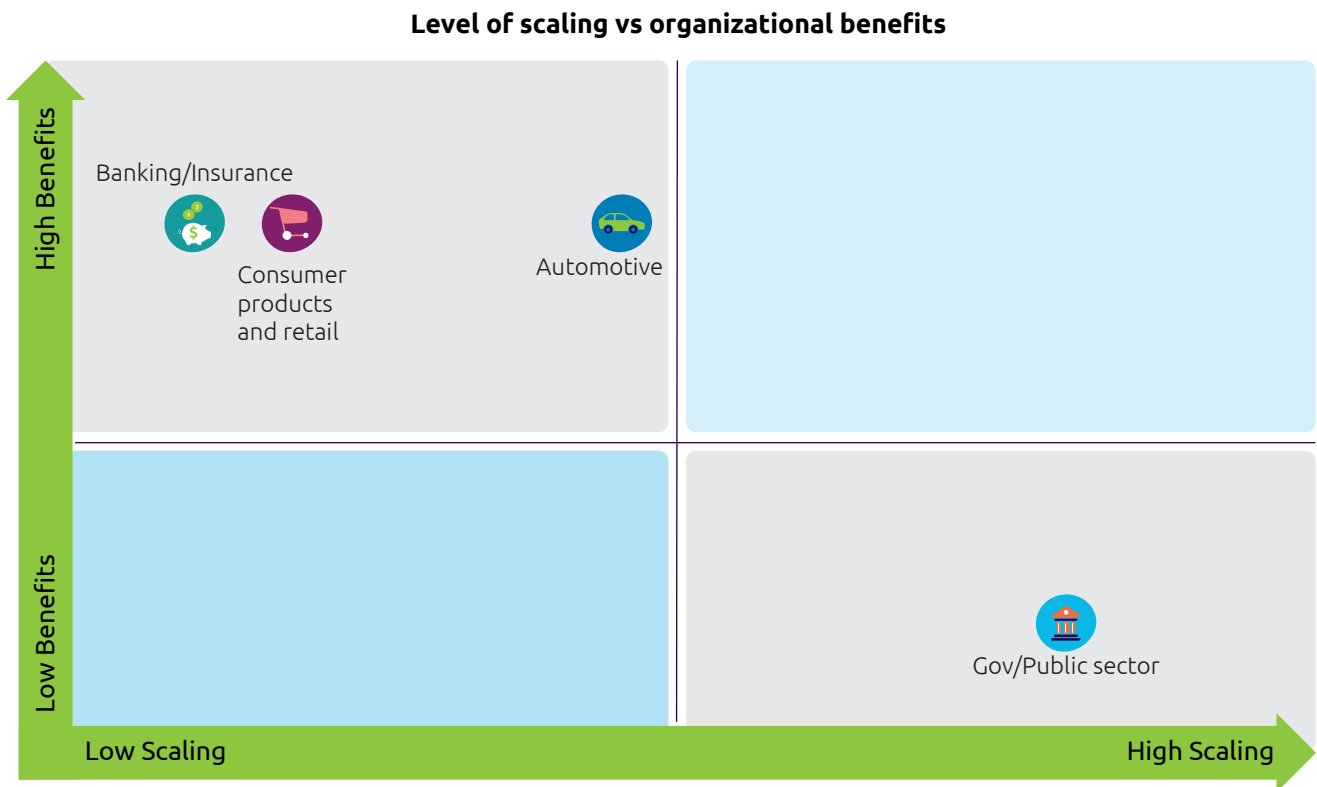 Level of scaling vs organizational benefits
High Benefits
Banking/Insurance
Consumer
products
and retail
Automotive
Low Benefits
Gov/Public sector
Low Scaling
High Scaling
$
$
$